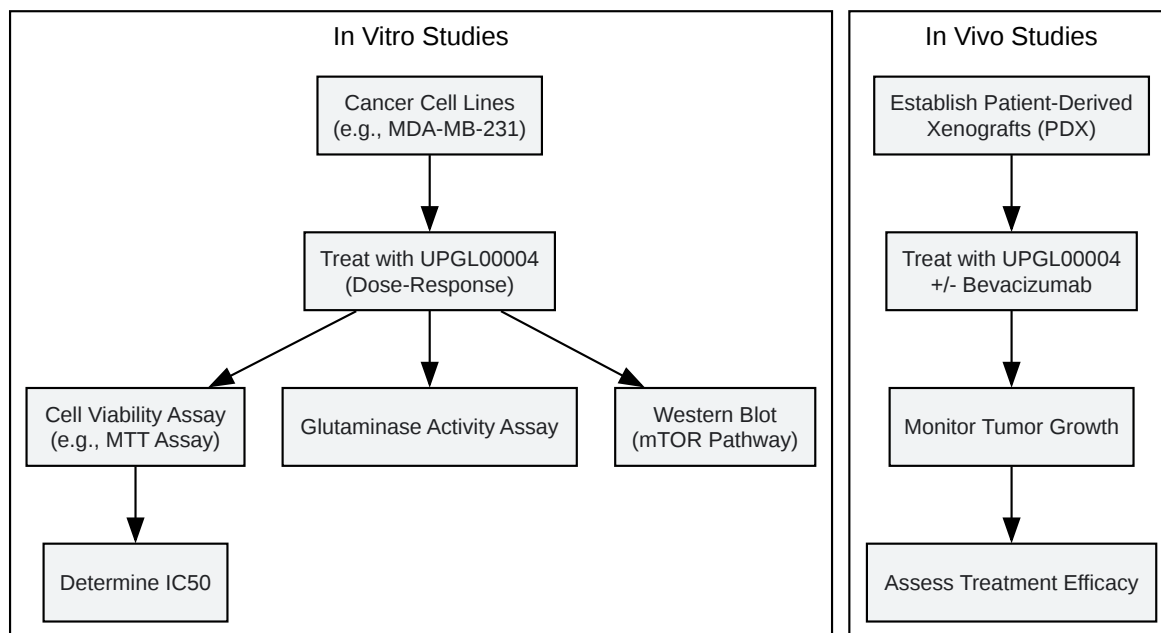 In Vitro Studies
Cancer Cell Lines
(e.g., MDA-MB-231)
Treat with UPGL00004
(Dose-Response)
Cell Viability Assay
(e.g., MTT Assay)
Glutaminase Activity Assay
Western Blot
(mTOR Pathway)
Determine IC50
In Vivo Studies
Establish Patient-Derived
Xenografts (PDX)
Treat with UPGL00004
+/- Bevacizumab
Monitor Tumor Growth
Assess Treatment Efficacy